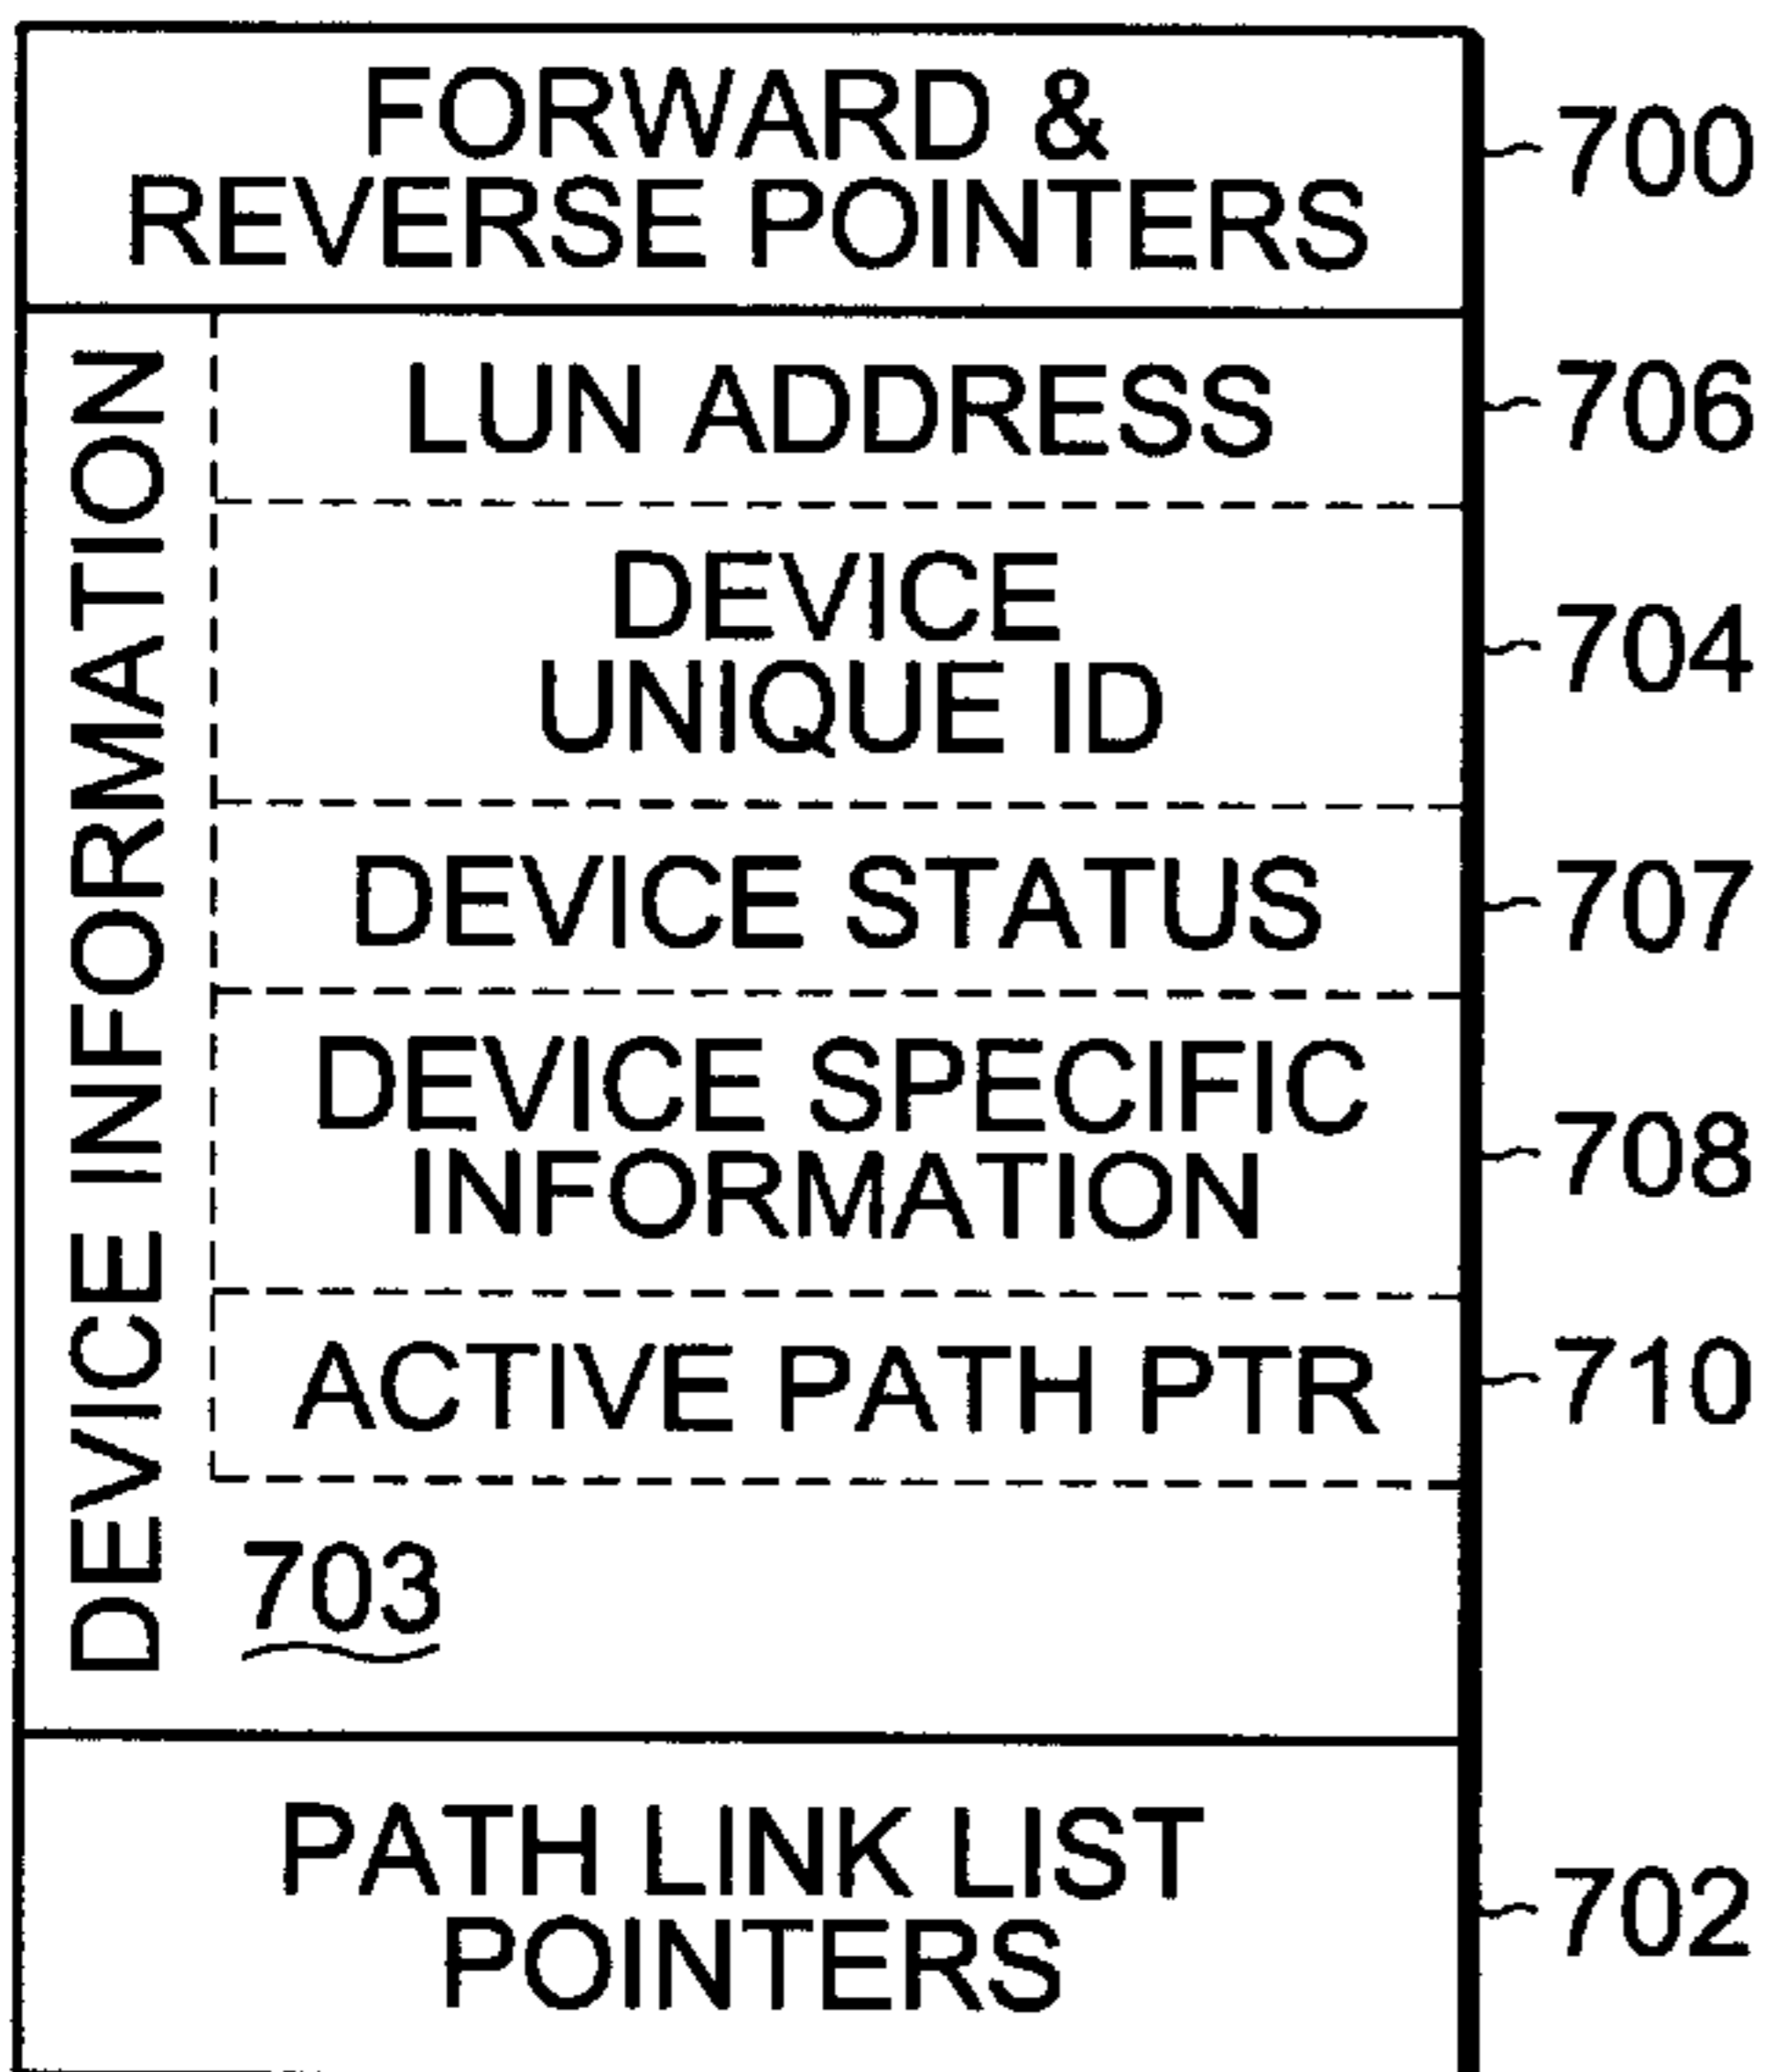 FORWARD &
REVERSE POINTERS
700
DEVICE INFORMATION
LUN ADDRESS
706
DEVICE
UNIQUE ID
704
DEVICE STATUS
707
DEVICE SPECIFIC
INFORMATION
708
ACTIVE PATH PTR
710
703
PATH LINK LIST
POINTERS
702